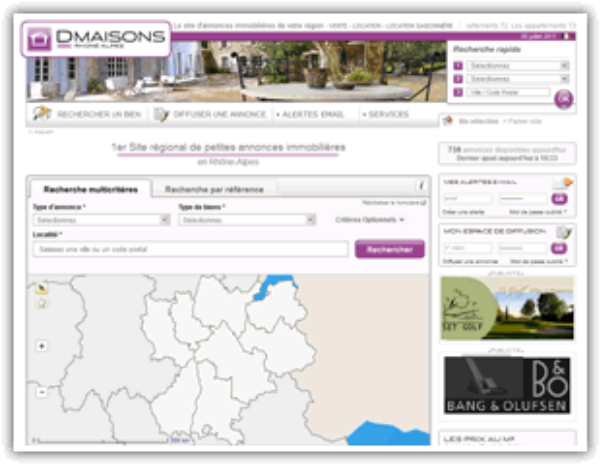 DMAISONS
RHÔNE ALPES
Le site d'annonces immobilières de votre région - VENTE - LOCATION - LOCATION SAISONNIÈRE
Recherche rapide
1 Sélectionnez
2 Sélectionnez
3 Ville / Code Postal
OK
RECHERCHER UN BIEN
DIFFUSER UNE ANNONCE
ALERTES EMAIL
SERVICES
Ma sélection
Accueil
1er Site régional de petites annonces immobilières
en Rhône-Alpes
738 annonces disponibles aujourd'hui
Dernier ajout aujourd'hui à
Recherche multicritères
Recherche par référence
i
Réinitialiser le formulaire
Type d'annonce *
Type de biens *
Sélectionnez
Sélectionnez
Critères Optionnels
Localité *
Saisissez une ville ou un code postal
Rechercher
MES ALERTES E-MAIL
OK
Créer une alerte
Mot de passe oublié ?
MON ESPACE DE DIFFUSION
OK
Diffuser une annonce
Mot de passe oublié ?
SET GOLF
B&O
BANG & OLUFSEN
LES PRIX AU M²